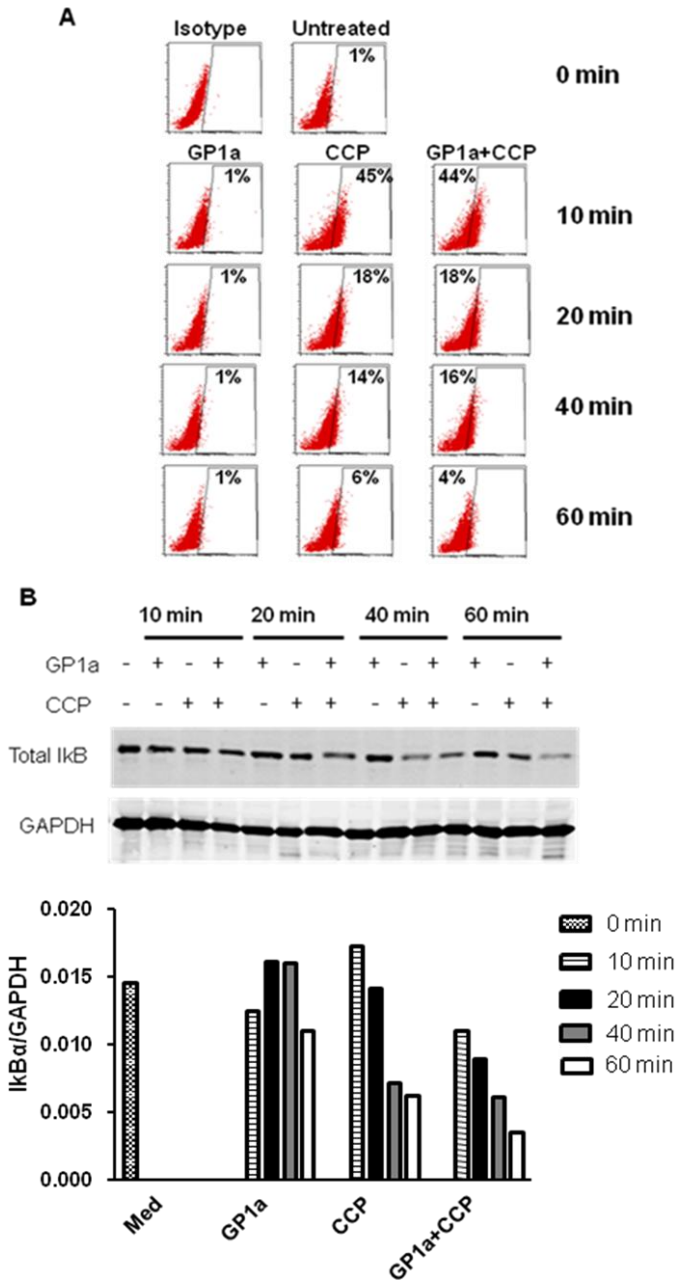 A
Isotype Untreated
1% 0 min
GP1a CCP GP1a+CCP
1% 45% 44% 10 min
1% 18% 18% 20 min
1% 14% 16% 40 min
1% 6% 4% 60 min
B
10 min 20 min 40 min 60 min
GP1a - + - + + - + + - + + - +
CCP - - + + - + + - + + - + +
Total IkB
GAPDH
0.020
0.015
0.010
0.005
0.000
IkBα/GAPDH
Med GP1a CCP GP1a+CCP
0 min
10 min
20 min
40 min
60 min